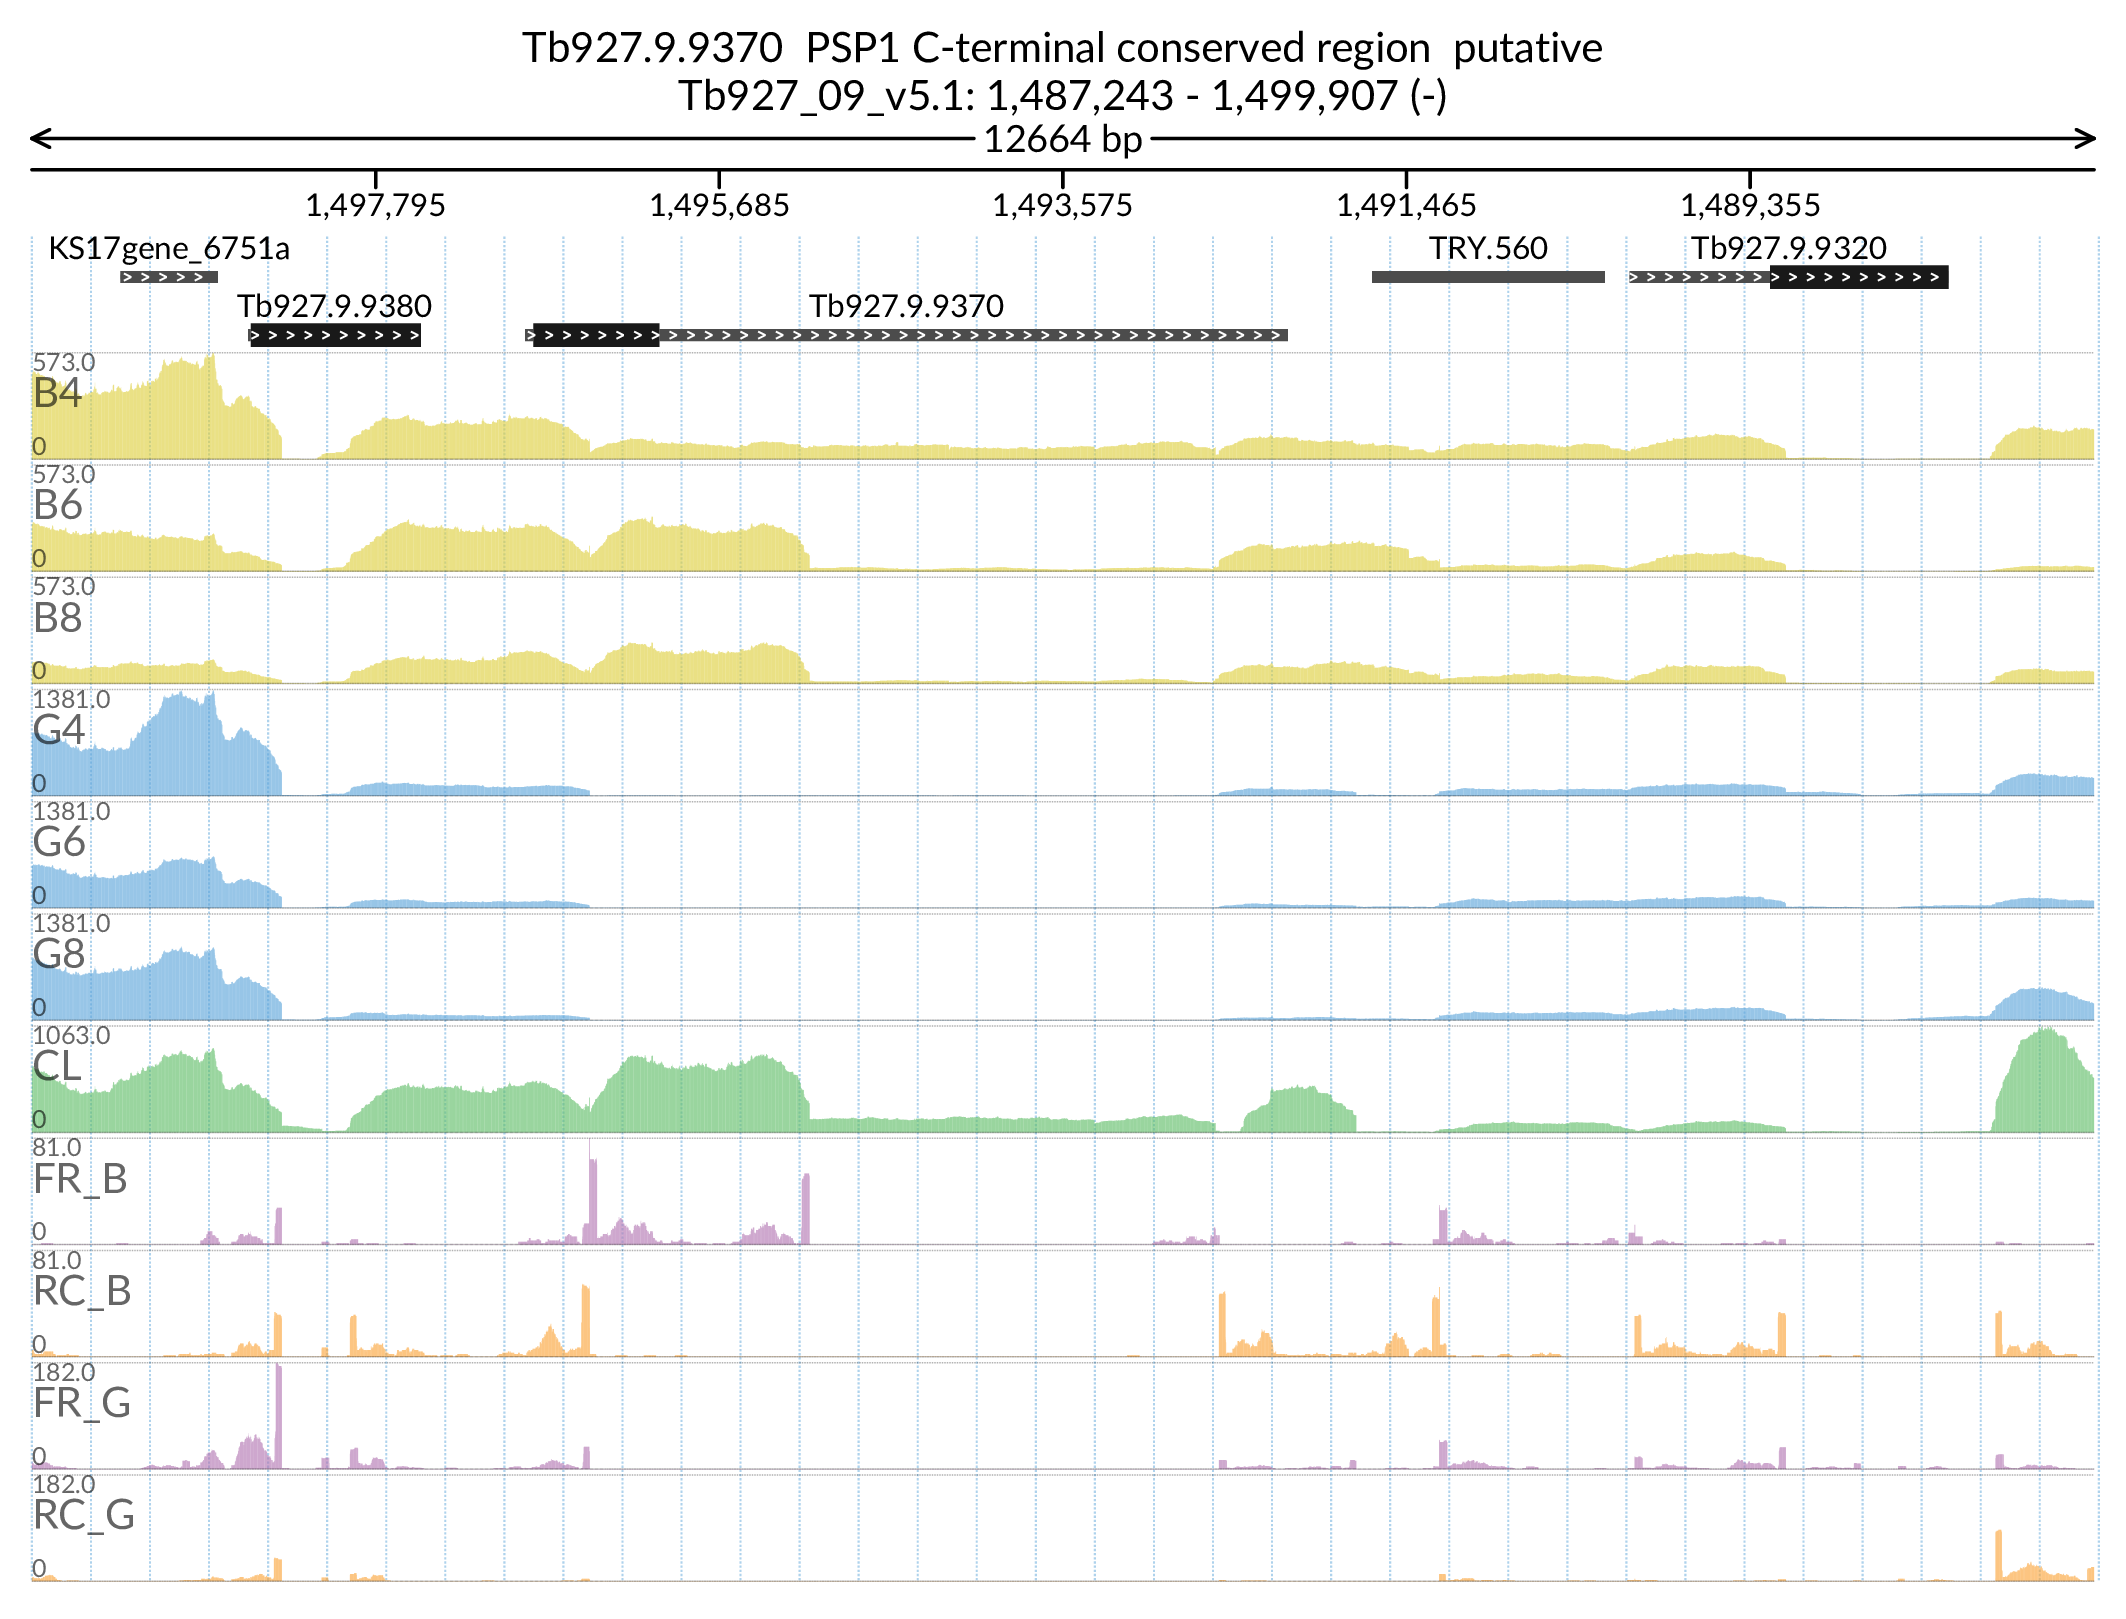 Tb927.9.9370  PSP1 C-terminal conserved region  putative
Tb927_09_v5.1: 1,487,243 - 1,499,907 (-)
12664 bp
1,497,795 1,495,685 1,493,575 1,491,465 1,489,355
KS17gene_6751a TRY.560 Tb927.9.9320
Tb927.9.9380 Tb927.9.9370
573.0
B4
0
573.0
B6
0
573.0
B8
0
1381.0
G4
0
1381.0
G6
0
1381.0
G8
0
1063.0
CL
0
81.0
FR_B
0
81.0
RC_B
0
182.0
FR_G
0
182.0
RC_G
0